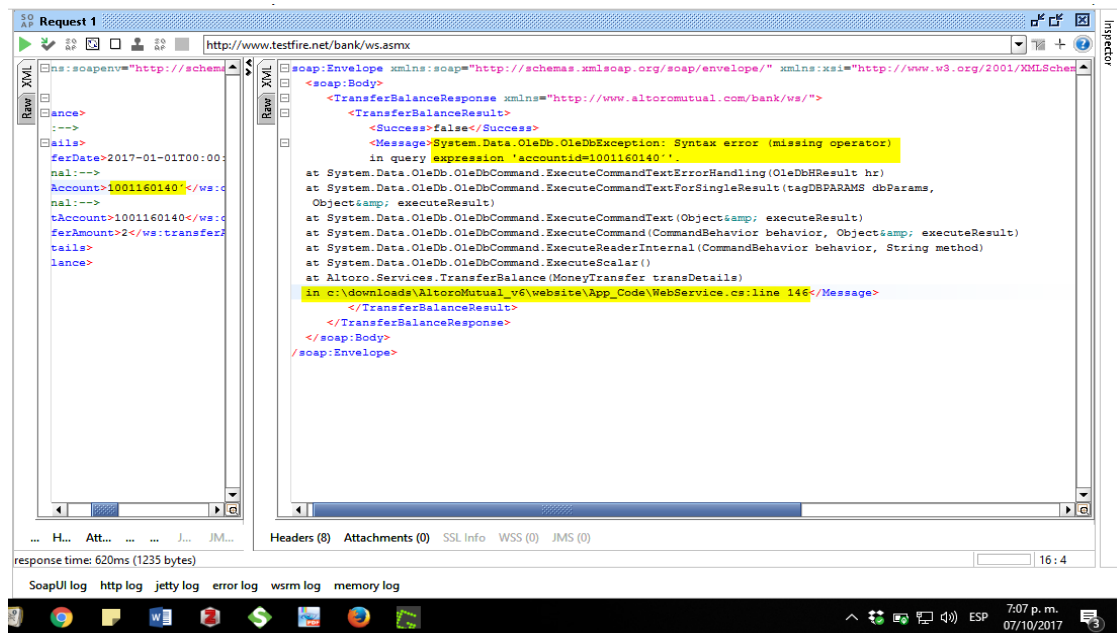 SO AP Request 1
http://www.testfire.net/bank/ws.asmx
Inspector
XML
Raw
ns:soapenv="http://schema
ance>
:-->
ails>
ferDate>2017-01-01T00:00:
nal:-->
Account>1001160140'</ws:c
nal:-->
tAccount>1001160140</ws:c
ferAmount>2</ws:transferA
tails>
lance>
XML
Raw
soap:Envelope xmlns:soap="http://schemas.xmlsoap.org/soap/envelope/" xmlns:xsi="http://www.w3.org/2001/XMLSchem
<soap:Body>
<TransferBalanceResponse xmlns="http://www.altoromutual.com/bank/ws/">
<TransferBalanceResult>
<Success>false</Success>
<Message>System.Data.OleDb.OleDbException: Syntax error (missing operator)
in query expression 'accountid=1001160140''.
at System.Data.OleDb.OleDbCommand.ExecuteCommandTextErrorHandling(OleDbHResult hr)
at System.Data.OleDb.OleDbCommand.ExecuteCommandTextForSingleResult(tagDBPARAMS dbParams,
Object&amp; executeResult)
at System.Data.OleDb.OleDbCommand.ExecuteCommandText(Object&amp; executeResult)
at System.Data.OleDb.OleDbCommand.ExecuteCommand(CommandBehavior behavior, Object&amp; executeResult)
at System.Data.OleDb.OleDbCommand.ExecuteReaderInternal(CommandBehavior behavior, String method)
at System.Data.OleDb.OleDbCommand.ExecuteScalar()
at Altoro.Services.TransferBalance(MoneyTransfer transDetails)
in c:\downloads\AltoroMutual_v6\website\App_Code\WebService.cs:line 146</Message>
</TransferBalanceResult>
</TransferBalanceResponse>
</soap:Body>
/soap:Envelope>
... H... Att... ... ... J... JM...
Headers (8) Attachments (0) SSL Info WSS (0) JMS (0)
response time: 620ms (1235 bytes)
16 : 4
SoapUI log http log jetty log error log wsrm log memory log
ESP
7:07 p. m.
07/10/2017
3